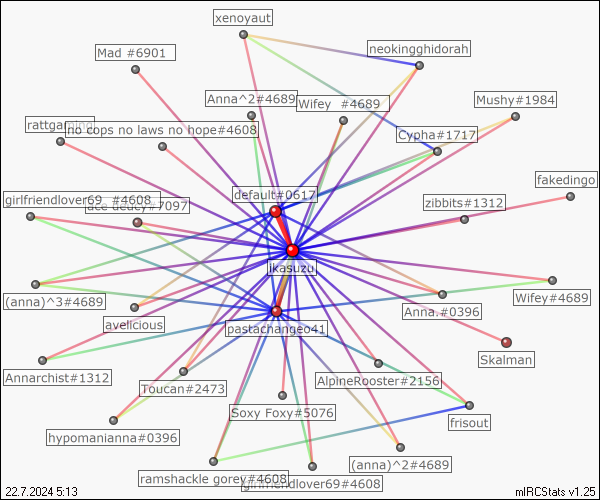 xenoyaut
neokingghidorah
Mad #6901
Anna^2#4689
Wifey #4689
Mushy#1984
rattgaming
no cops no laws no hope#4608
Cypha#1717
fakedingo
default#0617
girlfriendlover69 #4608
ace deucy#7097
zibbits#1312
ikasuzu
(anna)^3#4689
Wifey#4689
avelicious
Anna.#0396
pastachangeo41
Skalman
Annarchist#1312
AlpineRooster#2156
Toucan#2473
Soxy Foxy#5076
frisout
hypomanianna#0396
(anna)^2#4689
ramshackle gorey#4608
girlfriendlover69#4608
22.7.2024 5:13
mIRCStats v1.25